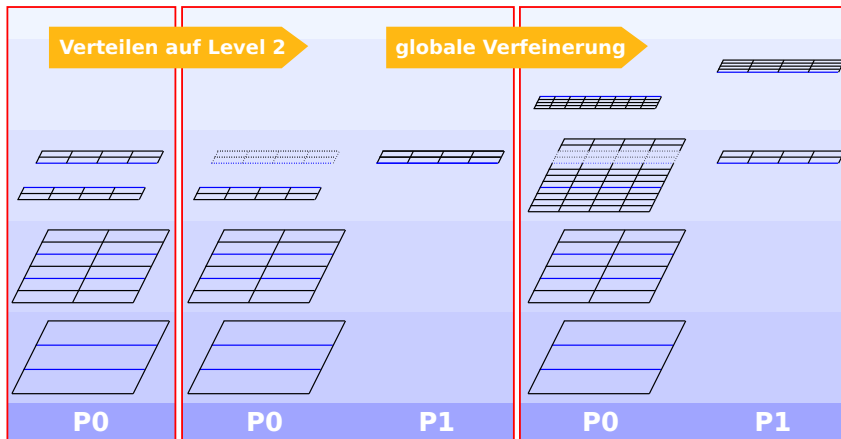 Verteilen auf Level 2
globale Verfeinerung
P0
P0
P1
P0
P1